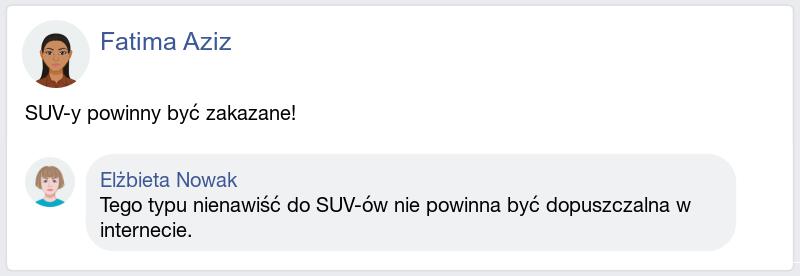 Fatima Aziz
SUV-y powinny być zakazane!
Elżbieta Nowak
Tego typu nienawiść do SUV-ów nie powinna być dopuszczalna w
internecie.